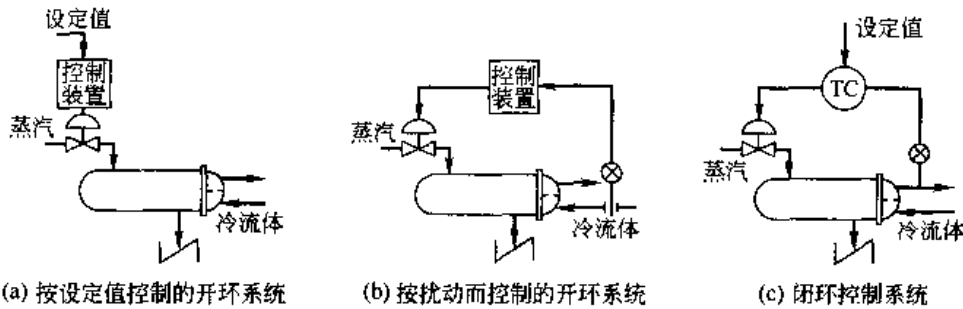 设定值
控制
装置
蒸汽
冷流体
(a) 按设定值控制的开环系统
控制
装置
蒸汽
冷流体
(b) 按扰动而控制的开环系统
设定值
TC
蒸汽
冷流体
(c) 闭环控制系统